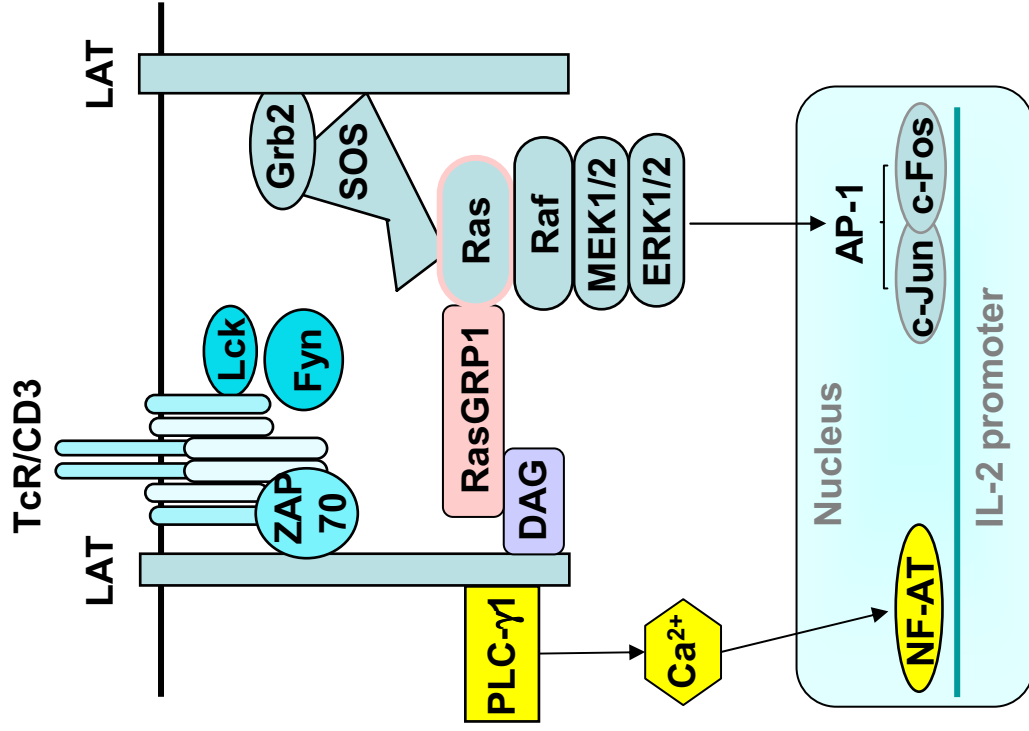 TcR/CD3
LAT
LAT
Lck
Grb2
ZAP
70
Fyn
SOS
RasGRP1
Ras
PLC-γ1
DAG
Raf
MEK1/2
ERK1/2
Ca²⁺
Nucleus
AP-1
NF-AT
c-Jun
c-Fos
IL-2 promoter